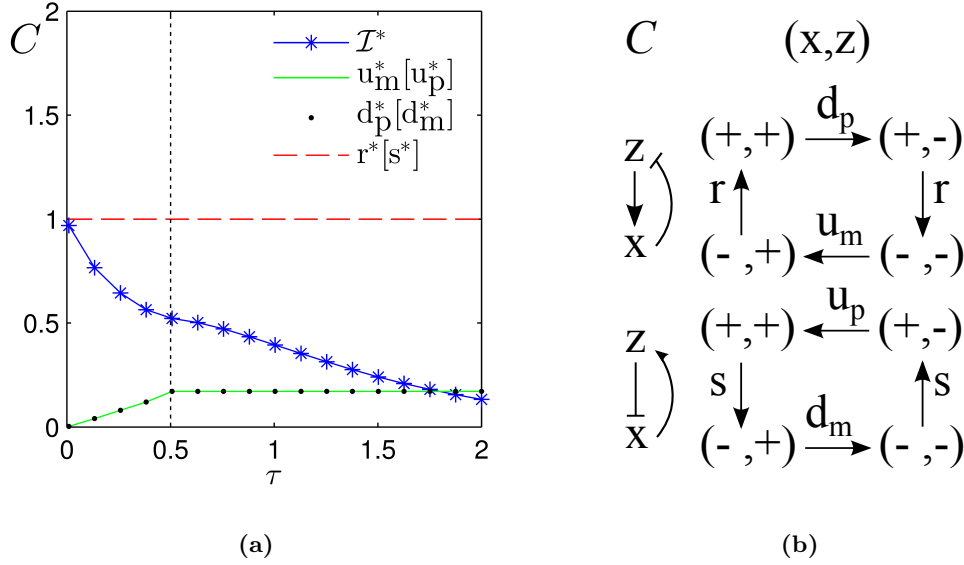 C
2
1.5
1
0.5
0
0
0.5
1
1.5
2
τ
I*
u*m[u*p]
d*p[d*m]
r*[s*]
(a)
C (x,z)
z
x
(+,+) dp (+,-)
r r
(- ,+) um (- ,-)
z
x
(+,+) up (+,-)
s s
(- ,+) dm (- ,-)
(b)